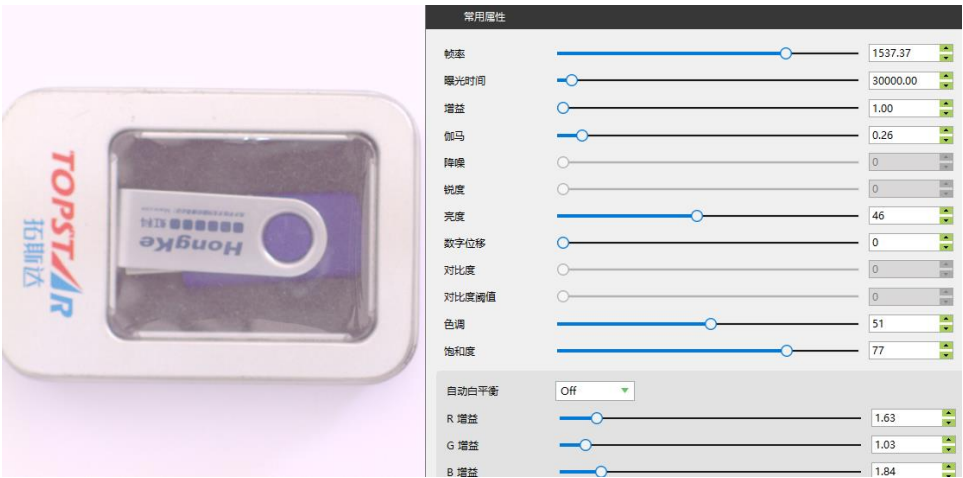 TOPSTAR
拓斯达
HongKe
虹科
常用属性
帧率 1537.37
曝光时间 30000.00
增益 1.00
伽马 0.26
降噪 0
锐度 0
亮度 46
数字位移 0
对比度 0
对比度阈值 0
色调 51
饱和度 77
自动白平衡 Off
R 增益 1.63
G 增益 1.03
B 增益 1.84